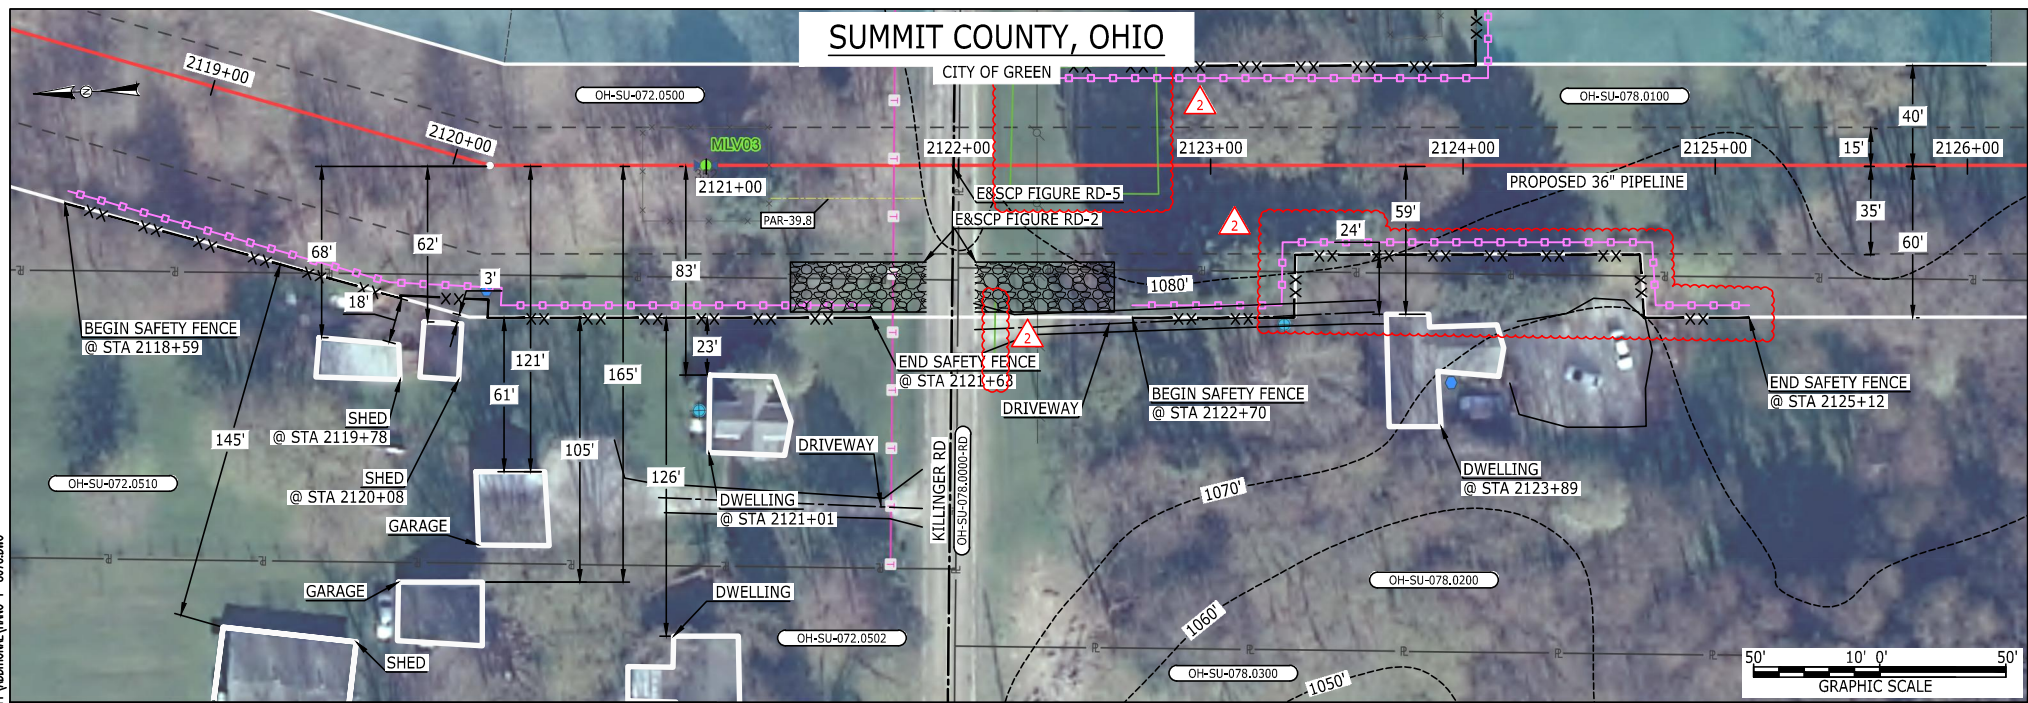 SUMMIT COUNTY, OHIO
CITY OF GREEN
2119+00
N
OH-SU-072.0500
2
OH-SU-078.0100
40'
2120+00
MLV03
2122+00
2123+00
2124+00
2125+00
15'
2126+00
2121+00
PROPOSED 36" PIPELINE
E&SCP FIGURE RD-5
PAR-39.8
E&SCP FIGURE RD-2
2
59'
35'
24'
60'
68'
62'
83'
3'
18'
1080'
BEGIN SAFETY FENCE
@ STA 2118+59
121'
23'
2
END SAFETY FENCE
@ STA 2121+63
165'
61'
DRIVEWAY
BEGIN SAFETY FENCE
@ STA 2122+70
END SAFETY FENCE
@ STA 2125+12
SHED
@ STA 2119+78
145'
105'
DRIVEWAY
SHED
@ STA 2120+08
126'
OH-SU-072.0510
DWELLING
@ STA 2121+01
KILLINGER RD
OH-SU-078.0000-RD
DWELLING
@ STA 2123+89
1070'
GARAGE
GARAGE
DWELLING
OH-SU-078.0200
1060'
OH-SU-072.0502
SHED
OH-SU-078.0300
1050'
50' 10' 0' 50'
GRAPHIC SCALE